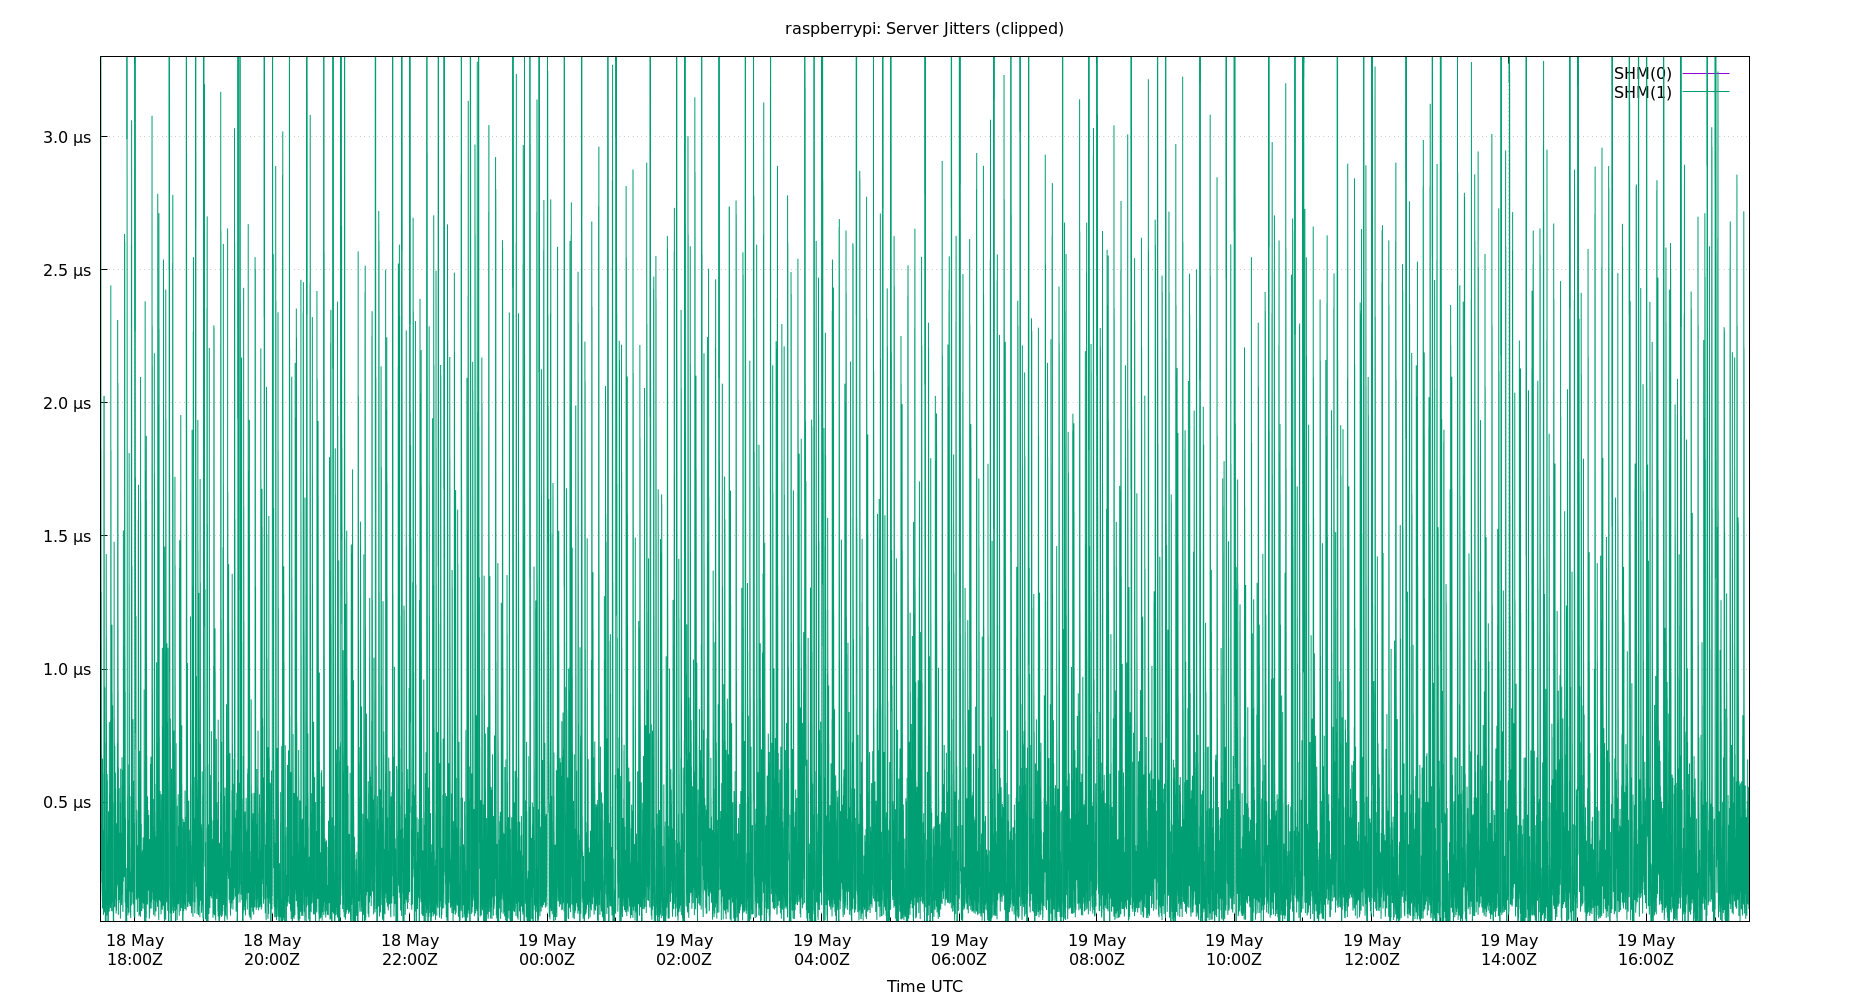 raspberrypi: Server Jitters (clipped)
SHM(0)
SHM(1)
3.0 µs
2.5 µs
2.0 µs
1.5 µs
1.0 µs
0.5 µs
18 May 18 May 18 May 19 May 19 May 19 May 19 May 19 May 19 May 19 May 19 May 19 May
18:00Z 20:00Z 22:00Z 00:00Z 02:00Z 04:00Z 06:00Z 08:00Z 10:00Z 12:00Z 14:00Z 16:00Z
Time UTC